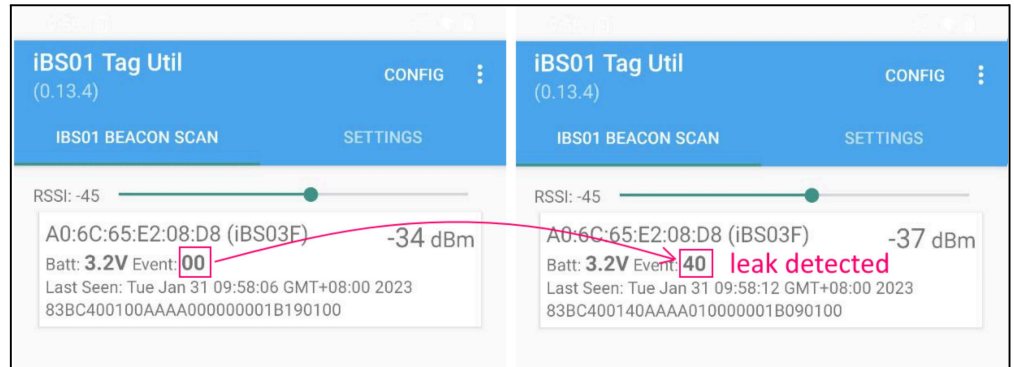 iBS01 Tag Util
(0.13.4)
CONFIG
IBS01 BEACON SCAN
SETTINGS
RSSI: -45
A0:6C:65:E2:08:D8 (iBS03F)
-34 dBm
Batt: 3.2V Event: 00
Last Seen: Tue Jan 31 09:58:06 GMT+08:00 2023
83BC400100AAAA000000001B190100
iBS01 Tag Util
(0.13.4)
CONFIG
IBS01 BEACON SCAN
SETTINGS
RSSI: -45
A0:6C:65:E2:08:D8 (iBS03F)
-37 dBm
Batt: 3.2V Event: 40 leak detected
Last Seen: Tue Jan 31 09:58:12 GMT+08:00 2023
83BC400140AAAA010000001B090100